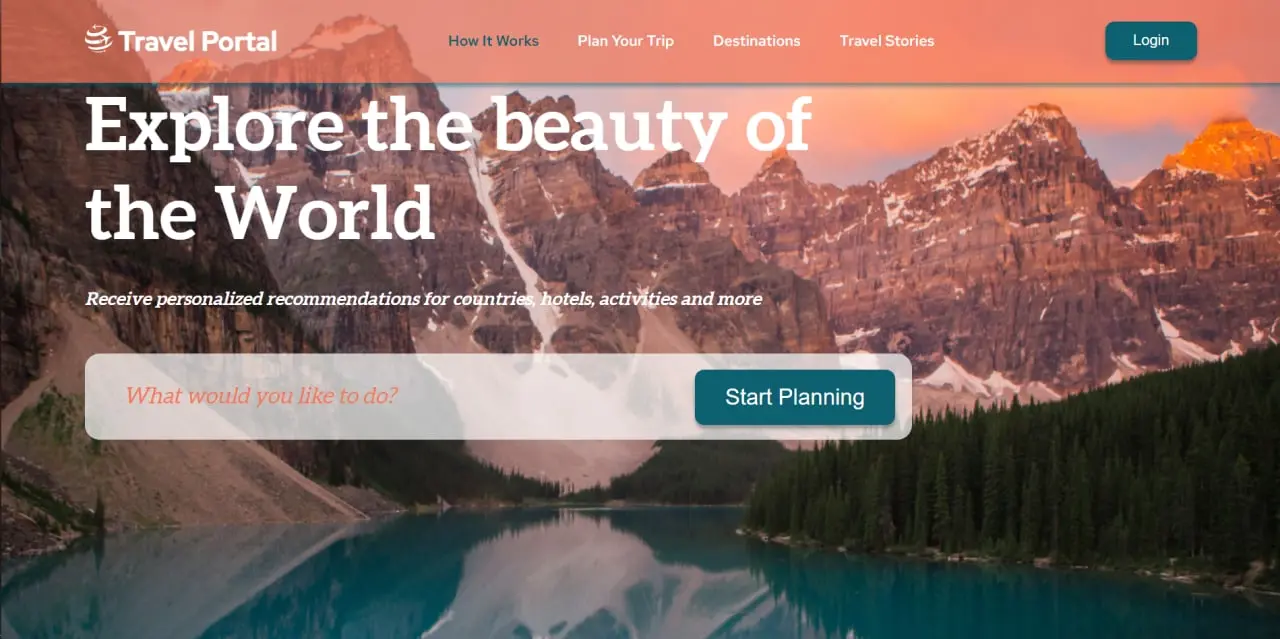 Travel Portal
How It Works
Plan Your Trip
Destinations
Travel Stories
Login
Explore the beauty of
the World
Receive personalized recommendations for countries, hotels, activities and more
What would you like to do?
Start Planning